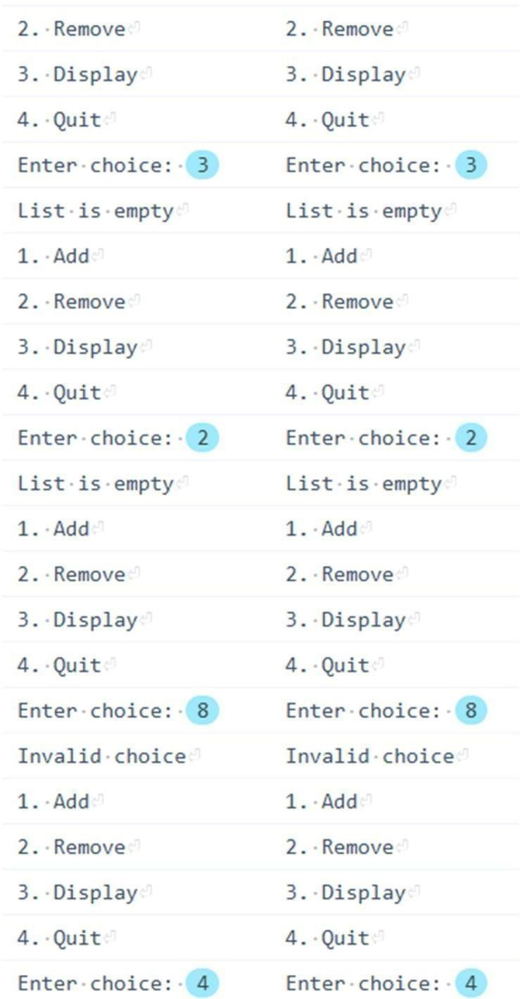 2. Remove 2. Remove
3. Display 3. Display
4. Quit 4. Quit
Enter choice: 3 Enter choice: 3
List is empty List is empty
1. Add 1. Add
2. Remove 2. Remove
3. Display 3. Display
4. Quit 4. Quit
Enter choice: 2 Enter choice: 2
List is empty List is empty
1. Add 1. Add
2. Remove 2. Remove
3. Display 3. Display
4. Quit 4. Quit
Enter choice: 8 Enter choice: 8
Invalid choice Invalid choice
1. Add 1. Add
2. Remove 2. Remove
3. Display 3. Display
4. Quit 4. Quit
Enter choice: 4 Enter choice: 4